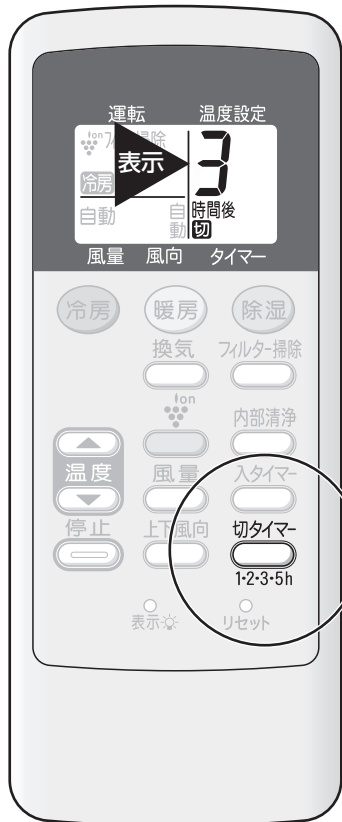 運転 温度設定
ion フィルター掃除
表示 3
冷房
自動 自動 時間後 切
風量 風向 タイマー
冷房 暖房 除湿
換気 フィルター掃除
ion 内部清浄
温度 風量 入タイマー
停止 上下風向 切タイマー
1・2・3・5h
表示 リセット